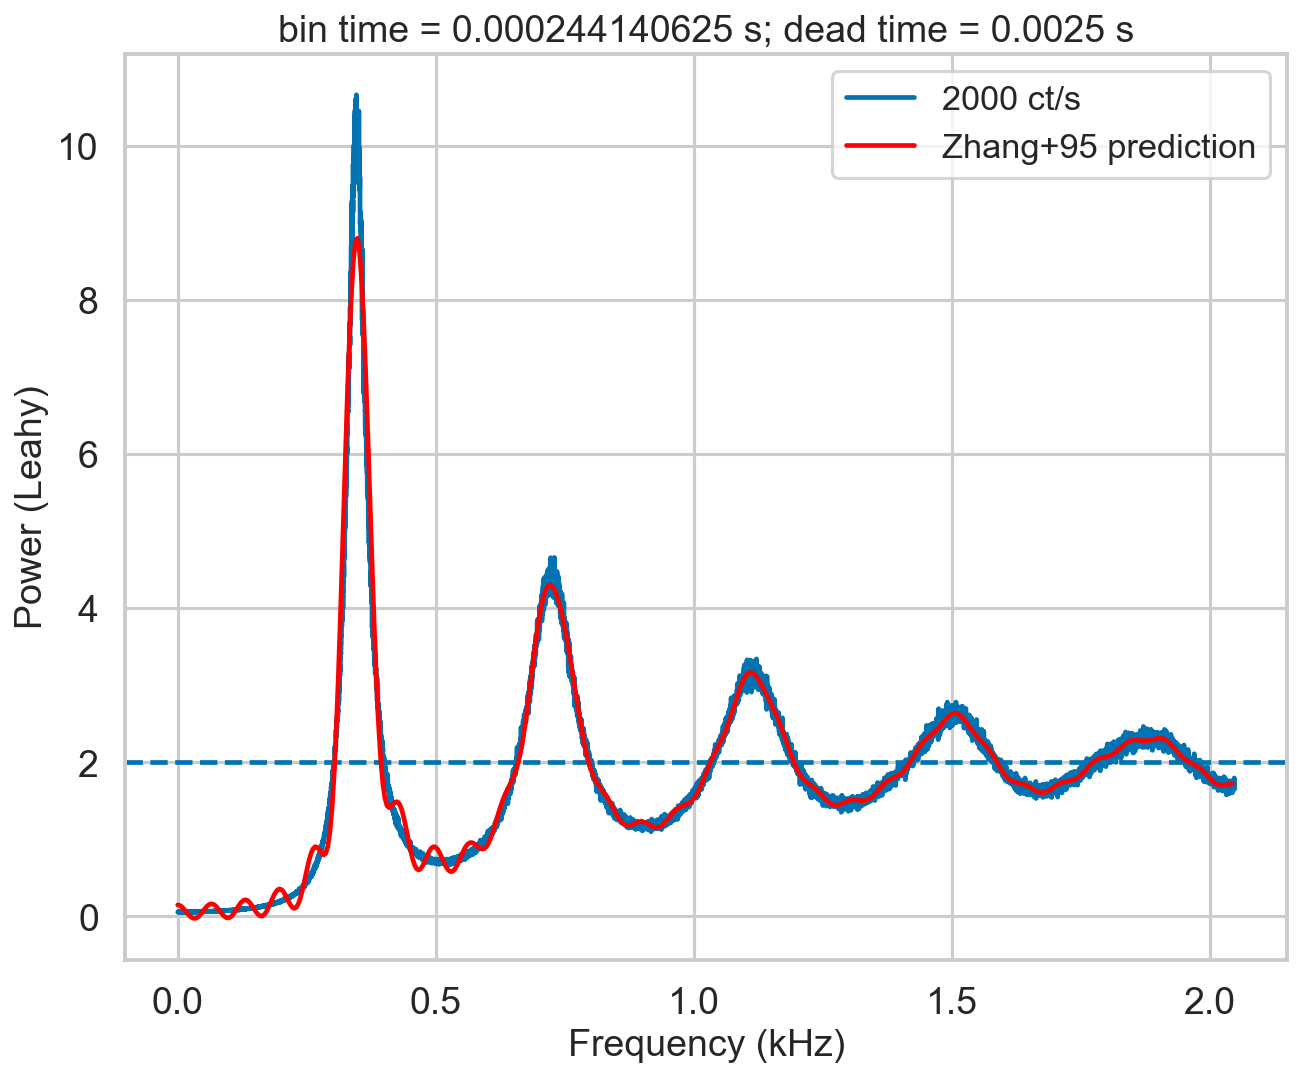 bin time = 0.000244140625 s; dead time = 0.0025 s
2000 ct/s
Zhang+95 prediction
Power (Leahy)
10
8
6
4
2
0
0.0 0.5 1.0 1.5 2.0
Frequency (kHz)